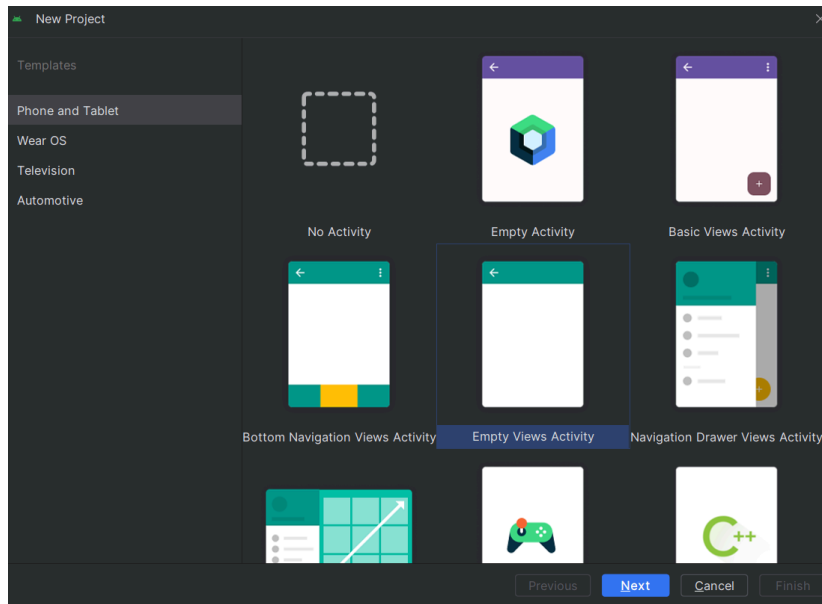 New Project
Templates
Phone and Tablet
Wear OS
Television
Automotive
No Activity
Empty Activity
Basic Views Activity
Bottom Navigation Views Activity
Empty Views Activity
Navigation Drawer Views Activity
C++
Previous
Next
Cancel
Finish